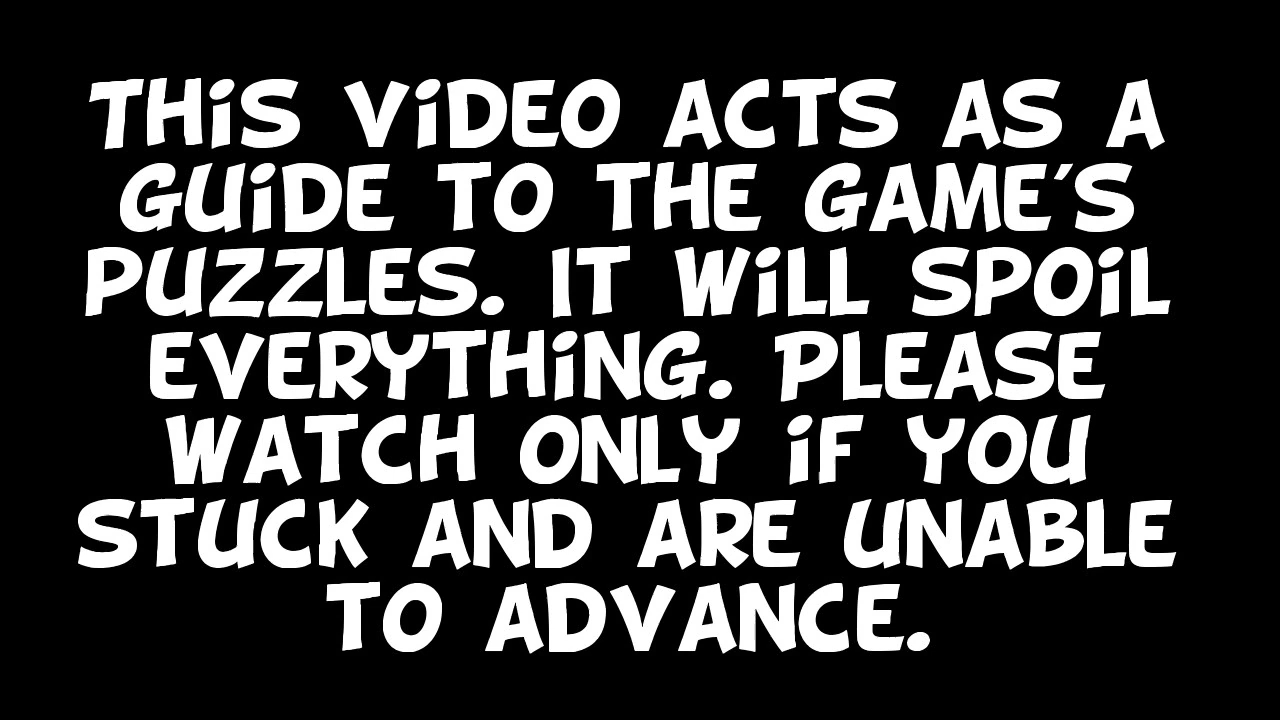 THIS VIDEO ACTS AS A
GUIDE TO THE GAME'S
PUZZLES. IT WILL SPOIL
EVERYTHING. PLEASE
WATCH ONLY IF YOU
STUCK AND ARE UNABLE
TO ADVANCE.